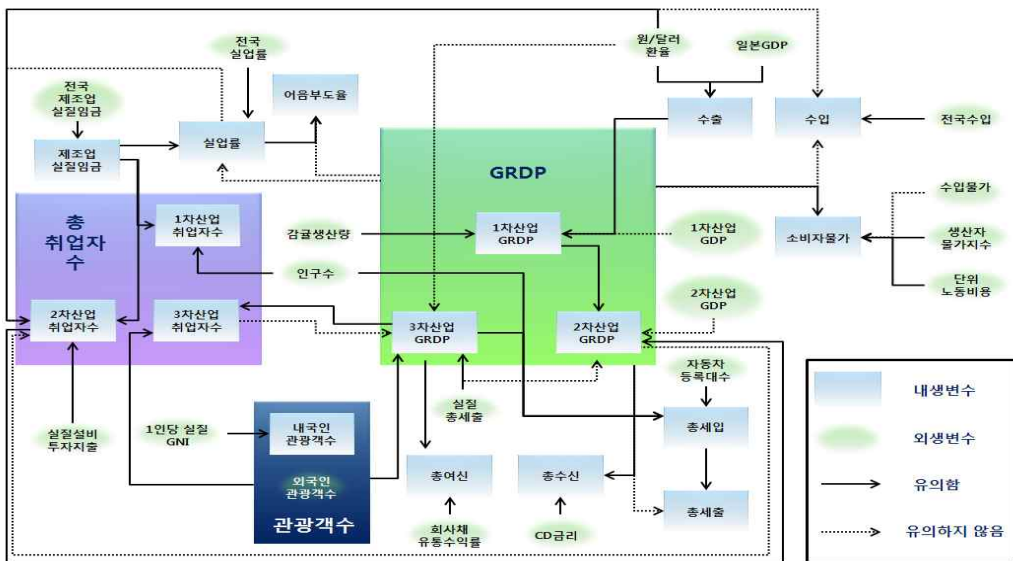 전국
실업률
원/달러
환율
일본GDP
전국
제조업
실질임금
어음부도율
수출
수입
전국수입
제조업
실질임금
실업률
GRDP
총
취업자
수
1차산업
취업자수
감귤생산량
1차산업
GRDP
1차산업
GDP
소비자물가
수입물가
생산자
물가지수
단위
노동비용
인구수
2차산업
GDP
2차산업
취업자수
3차산업
취업자수
3차산업
GRDP
2차산업
GRDP
자동차
등록대수
실질설비
투자지출
1인당 실질
GNI
내국인
관광객수
실질
총세출
총세입
외국인
관광객수
관광객수
총여신
총수신
총세출
회사채
유통수익률
CD금리
내생변수
외생변수
유의함
유의하지 않음